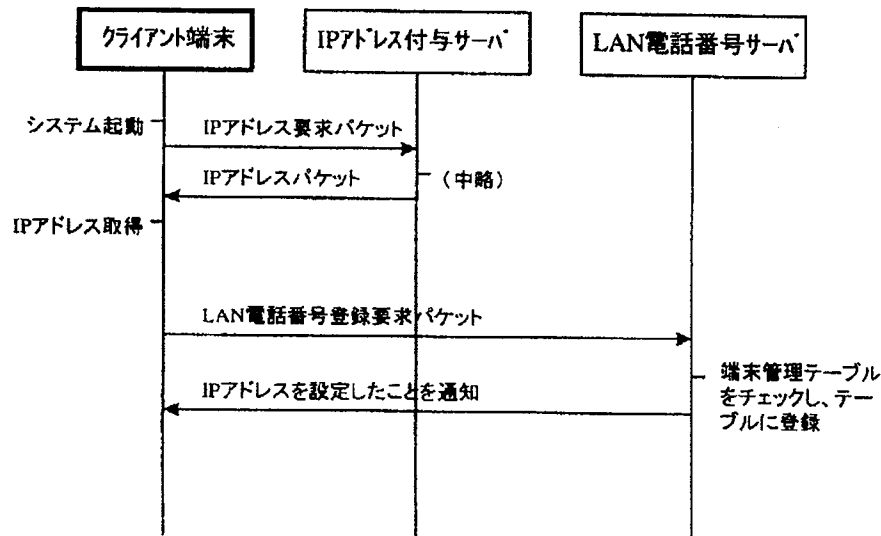 クライアント端末
IPアドレス付与サーバ
LAN電話番号サーバ
システム起動
IPアドレス要求パケット
IPアドレスパケット
(中略)
IPアドレス取得
LAN電話番号登録要求パケット
端末管理テーブル
をチェックし、テー
ブルに登録
IPアドレスを設定したことを通知